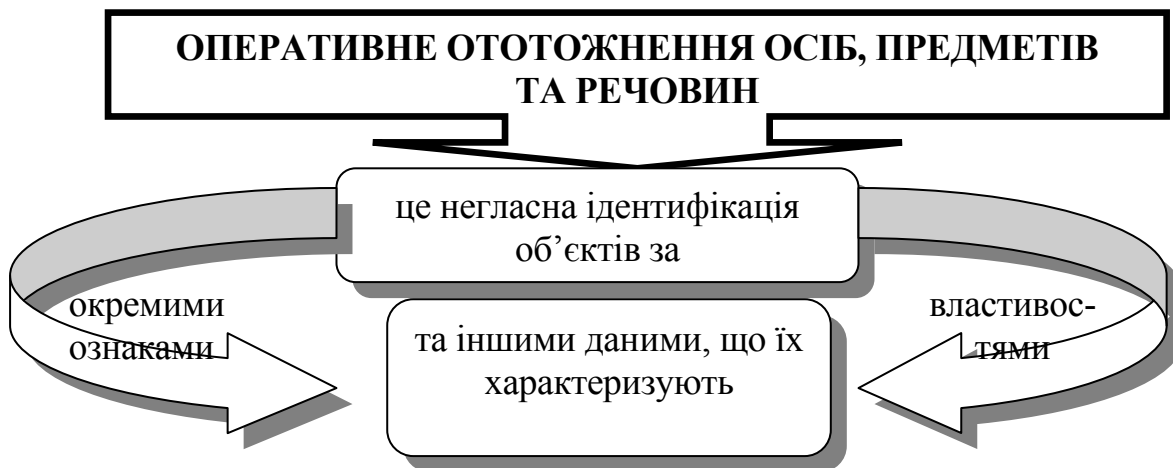 ОПЕРАТИВНЕ ОТОТОЖНЕННЯ ОСІБ, ПРЕДМЕТІВ
ТА РЕЧОВИН
це негласна ідентифікація
об’єктів за
окремими
ознаками
властивос-
тями
та іншими даними, що їх
характеризують